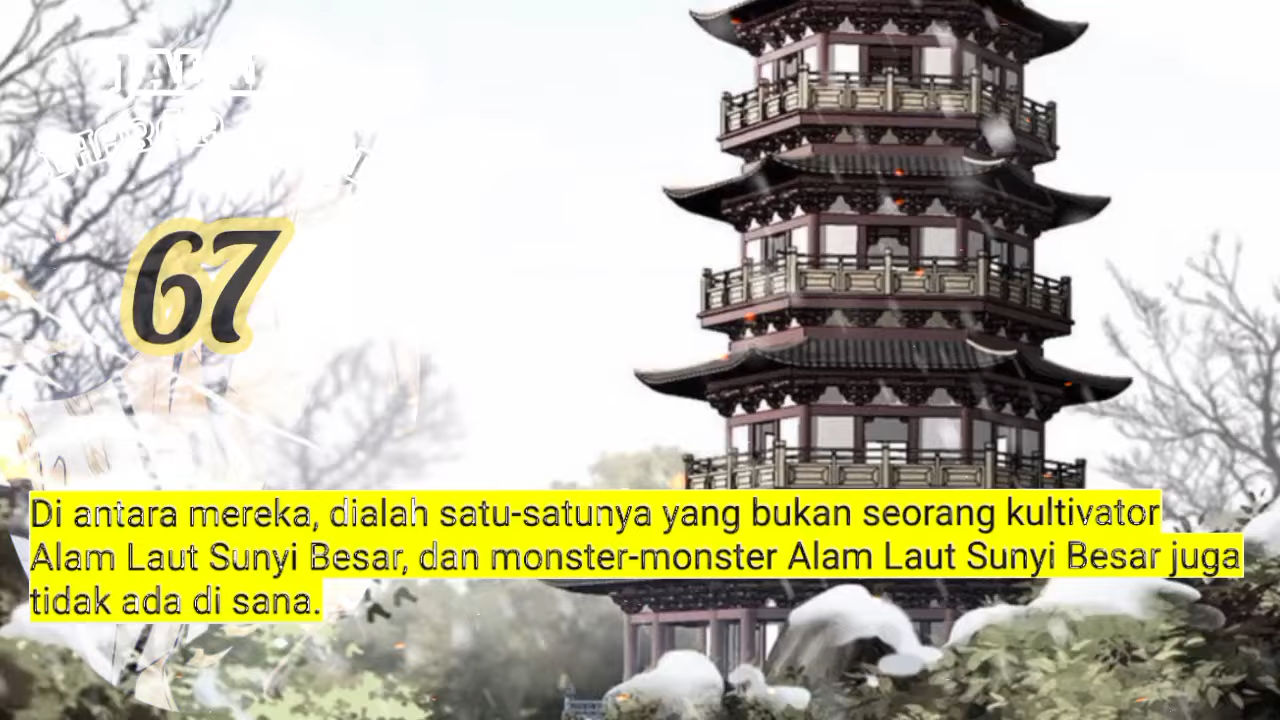 67
Di antara mereka, dialah satu-satunya yang bukan seorang kultivator
Alam Laut Sunyi Besar, dan monster-monster Alam Laut Sunyi Besar juga
tidak ada di sana.